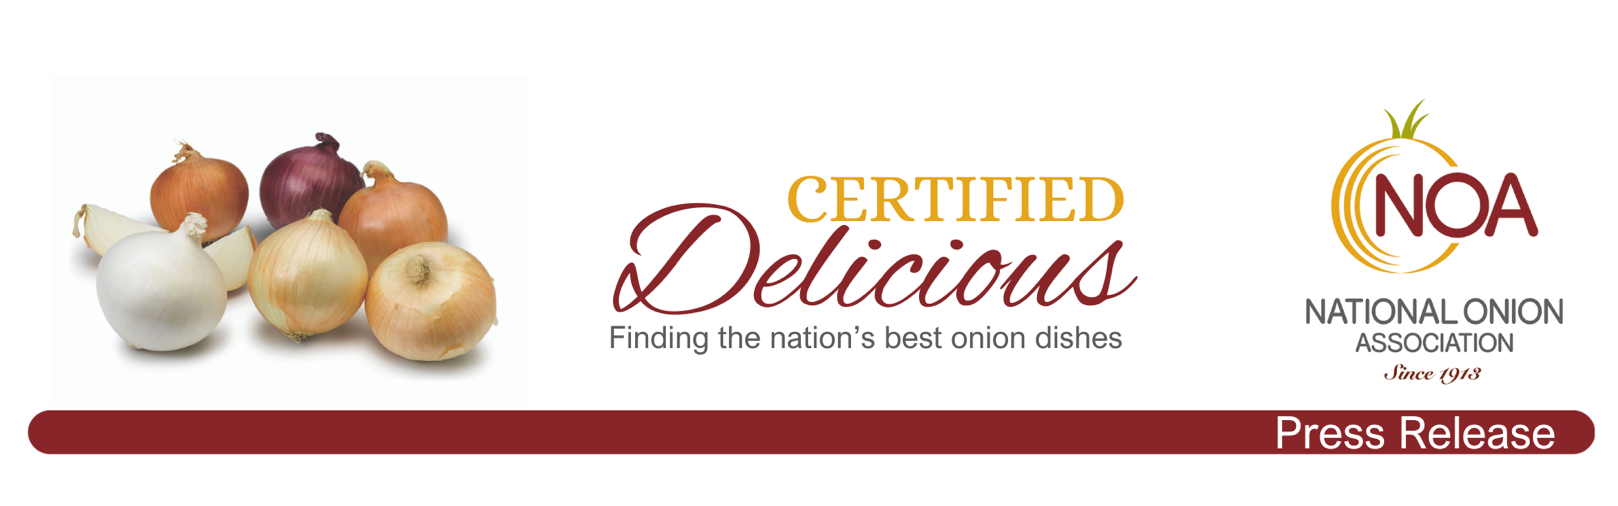 CERTIFIED
Delicious
Finding the nation’s best onion dishes
NOA
NATIONAL ONION
ASSOCIATION
Since 1913
Press Release